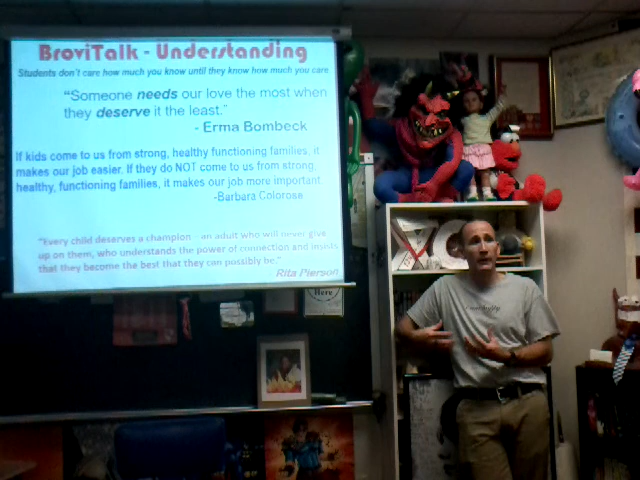 BroviTalk - Understanding
Students don't care how much you know until they know how much you care
"Someone needs our love the most when
they deserve it the least."
- Erma Bombeck
If kids come to us from strong, healthy functioning families, it
makes our job easier. If they do NOT come to us from strong,
healthy, functioning families, it makes our job more important.
-Barbara Colorose
"Every child deserves a champion - an adult who will never give
up on them, who understands the power of connection and insists
that they become the best that they can possibly be."
Rita Pierson
Here